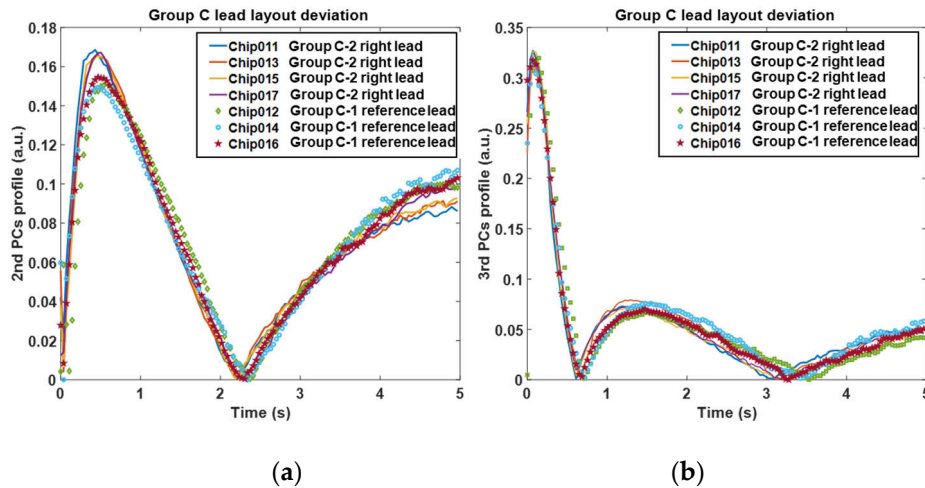 Group C lead layout deviation
0.18
0.16
0.14
0.12
0.1
0.08
0.06
0.04
0.02
0
2nd PCs profile (a.u.)
Chip011 Group C-2 right lead
Chip013 Group C-2 right lead
Chip015 Group C-2 right lead
Chip017 Group C-2 right lead
Chip012 Group C-1 reference lead
Chip014 Group C-1 reference lead
Chip016 Group C-1 reference lead
0 1 2 3 4 5
Time (s)
(a)
Group C lead layout deviation
0.35
0.3
0.25
0.2
0.15
0.1
0.05
0
3rd PCs profile (a.u.)
Chip011 Group C-2 right lead
Chip013 Group C-2 right lead
Chip015 Group C-2 right lead
Chip017 Group C-2 right lead
Chip012 Group C-1 reference lead
Chip014 Group C-1 reference lead
Chip016 Group C-1 reference lead
0 1 2 3 4 5
Time (s)
(b)